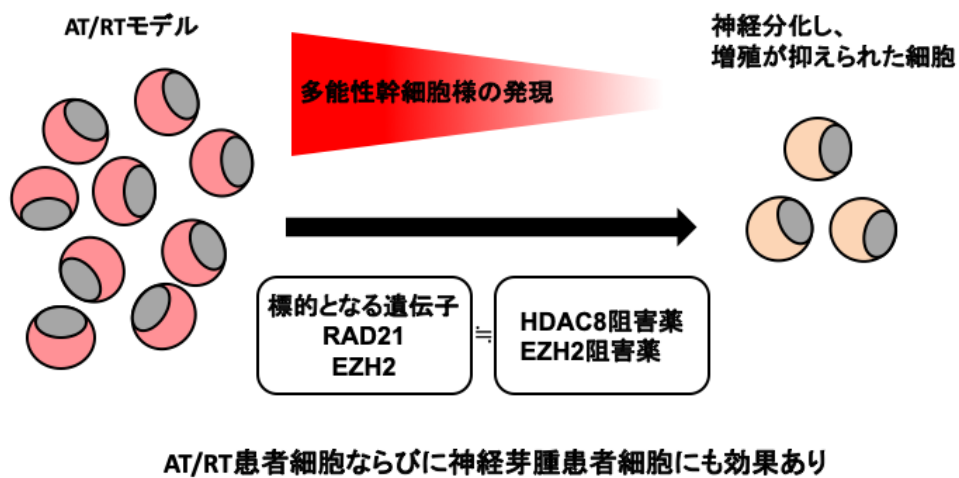 AT/RTモデル
多能性幹細胞様の発現
神経分化し、
増殖が抑えられた細胞
標的となる遺伝子
RAD21
EZH2
≒
HDAC8阻害薬
EZH2阻害薬
AT/RT患者細胞ならびに神経芽腫患者細胞にも効果あり